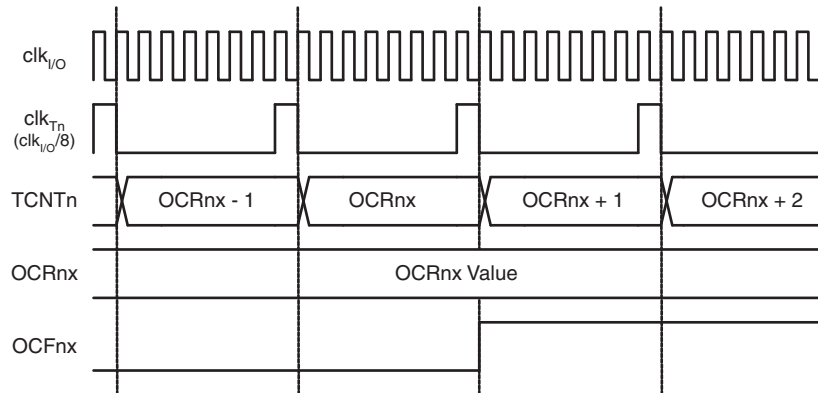 clkI/O
clkTn
(clkI/O/8)
TCNTn OCRnx - 1 OCRnx OCRnx + 1 OCRnx + 2
OCRnx OCRnx Value
OCFnx